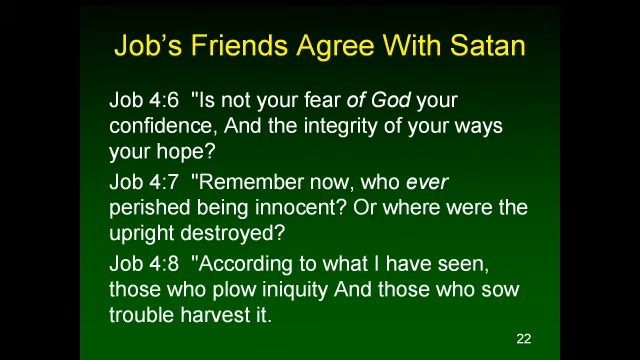 Job's Friends Agree With Satan
Job 4:6  "Is not your fear of God your
confidence, And the integrity of your ways
your hope?
Job 4:7  "Remember now, who ever
perished being innocent? Or where were the
upright destroyed?
Job 4:8  "According to what I have seen,
those who plow iniquity And those who sow
trouble harvest it.
22